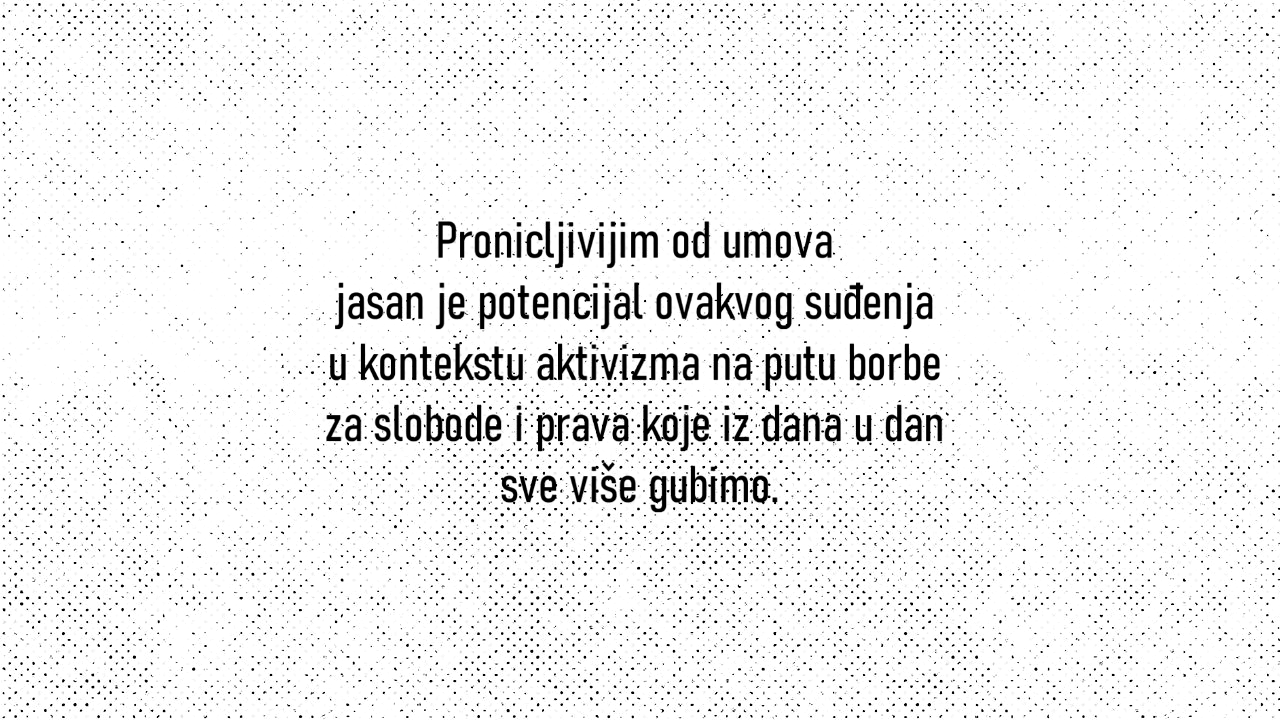 Pronicljivijim od umova
jasan je potencijal ovakvog suđenja
u kontekstu aktivizma na putu borbe
za slobode i prava koje iz dana u dan
sve više gubimo.